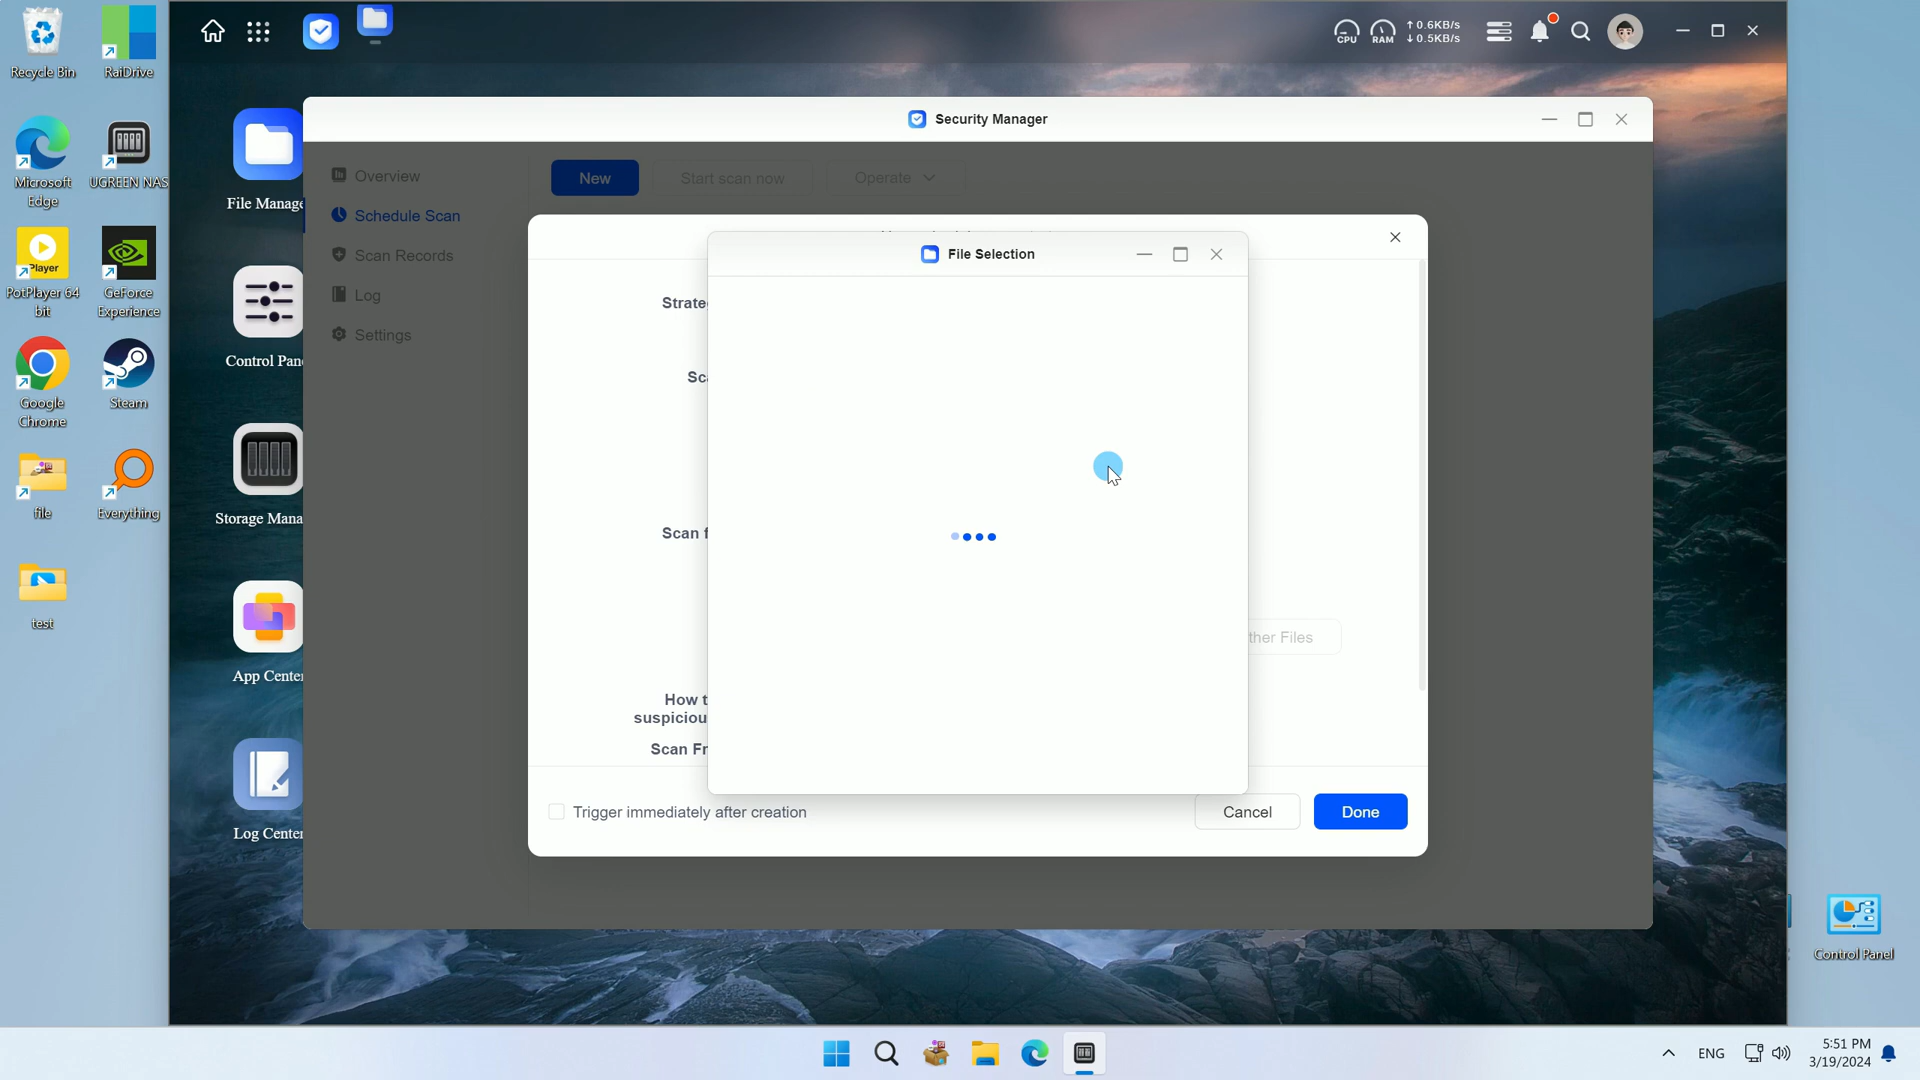 Recycle Bin
RaiDrive
Microsoft
Edge
UGREEN NAS
PotPlayer 64
bit
GeForce
Experience
Google
Chrome
Steam
file
Everything
test
CPU
RAM
↑ 0.6KB/s
↓ 0.5KB/s
File Manage
Control Pan
Storage Mana
App Center
Log Center
Security Manager
Overview
Schedule Scan
Scan Records
Log
Settings
New
Start scan now
Operate
File Selection
Strate
Sc
Scan f
ther Files
How t
suspiciou
Scan Fr
Trigger immediately after creation
Cancel
Done
Player
Control Panel
ENG
5:51 PM
3/19/2024